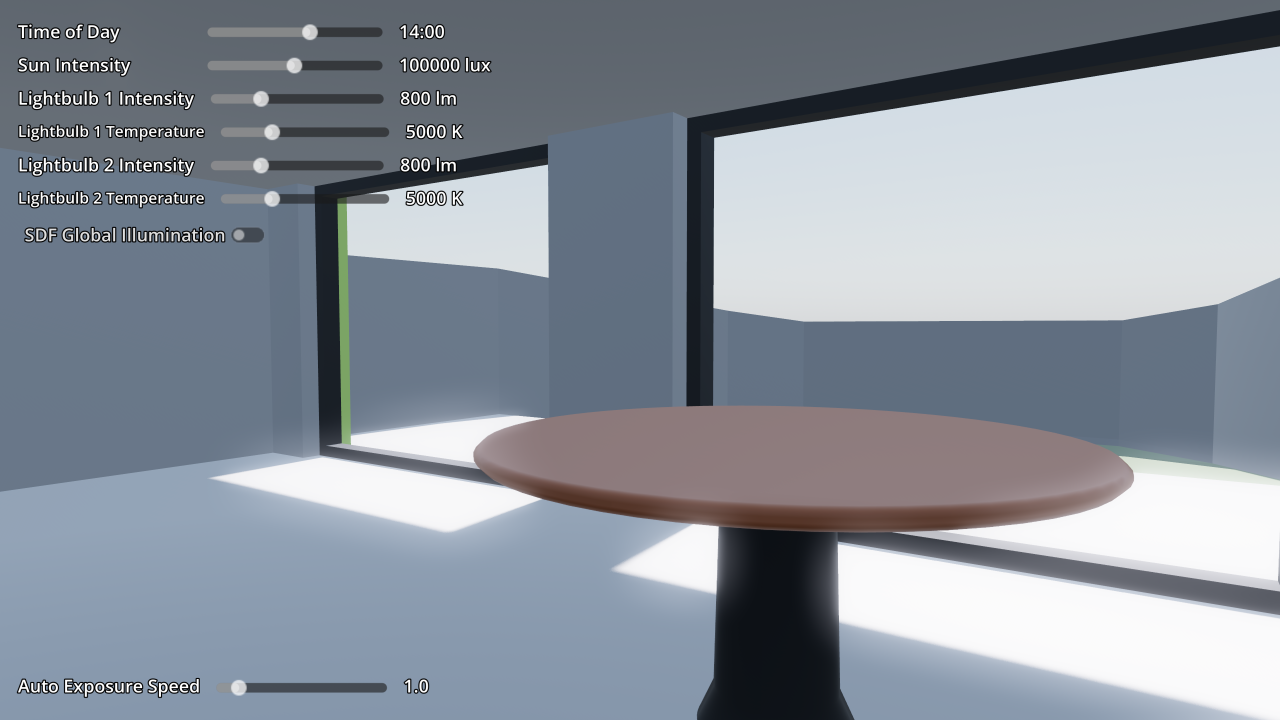 Time of Day 14:00
Sun Intensity 100000 lux
Lightbulb 1 Intensity 800 lm
Lightbulb 1 Temperature 5000 K
Lightbulb 2 Intensity 800 lm
Lightbulb 2 Temperature 5000 K
SDF Global Illumination
Auto Exposure Speed 1.0